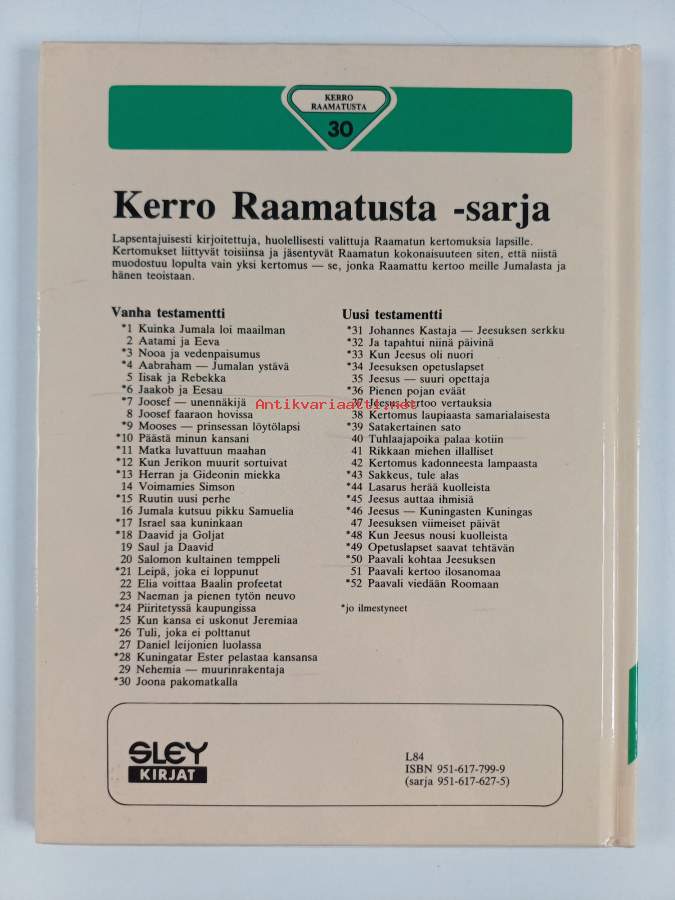 KERRO
RAAMATUSTA
30
Kerro Raamatusta -sarja
Lapsentajuisesti kirjoitettuja, huolellisesti valittuja Raamatun kertomuksia lapsille.
Kertomukset liittyvät toisiinsa ja jäsentyvät Raamatun kokonaisuuteen siten, että niistä
muodostuu lopulta vain yksi kertomus — se, jonka Raamattu kertoo meille Jumalasta ja
hänen teoistaan.
Vanha testamentti
*1 Kuinka Jumala loi maailman
2 Aatami ja Eeva
*3 Nooa ja vedenpaisumus
*4 Aabraham — Jumalan ystävä
5 Iisak ja Rebekka
*6 Jaakob ja Eesau
*7 Joosef — unennäkijä
8 Joosef faaraon hovissa
*9 Mooses — prinsessan löytölapsi
*10 Päästä minun kansani
*11 Matka luvattuun maahan
*12 Kun Jerikon muurit sortuivat
*13 Herran ja Gideonin miekka
14 Voimamies Simson
*15 Ruutin uusi perhe
16 Jumala kutsuu pikku Samuelia
*17 Israel saa kuninkaan
*18 Daavid ja Goljat
19 Saul ja Daavid
20 Salomon kultainen temppeli
*21 Leipä, joka ei loppunut
22 Elia voittaa Baalin profeetat
23 Naeman ja pienen tytön neuvo
*24 Piiritetyssä kaupungissa
25 Kun kansa ei uskonut Jeremiaa
*26 Tuli, joka ei polttanut
27 Daniel leijonien luolassa
*28 Kuningatar Ester pelastaa kansansa
29 Nehemia — muurinrakentaja
*30 Joona pakomatkalla
Uusi testamentti
*31 Johannes Kastaja — Jeesuksen serkku
*32 Ja tapahtui niinä päivinä
*33 Kun Jeesus oli nuori
*34 Jeesuksen opetuslapset
35 Jeesus — suuri opettaja
*36 Pienen pojan eväät
37 Jeesus kertoo vertauksia
38 Kertomus laupiaasta samarialaisesta
*39 Satakertainen sato
40 Tuhlaajapoika palaa kotiin
41 Rikkaan miehen illalliset
42 Kertomus kadonneesta lampaasta
*43 Sakkeus, tule alas
*44 Lasarus herää kuolleista
*45 Jeesus auttaa ihmisiä
*46 Jeesus — Kuningasten Kuningas
47 Jeesuksen viimeiset päivät
*48 Kun Jeesus nousi kuolleista
*49 Opetuslapset saavat tehtävän
*50 Paavali kohtaa Jeesuksen
51 Paavali kertoo ilosanomaa
*52 Paavali viedään Roomaan
*jo ilmestyneet
Antikvariaatti.net
SLEY
KIRJAT
L84
ISBN 951-617-799-9
(sarja 951-617-627-5)